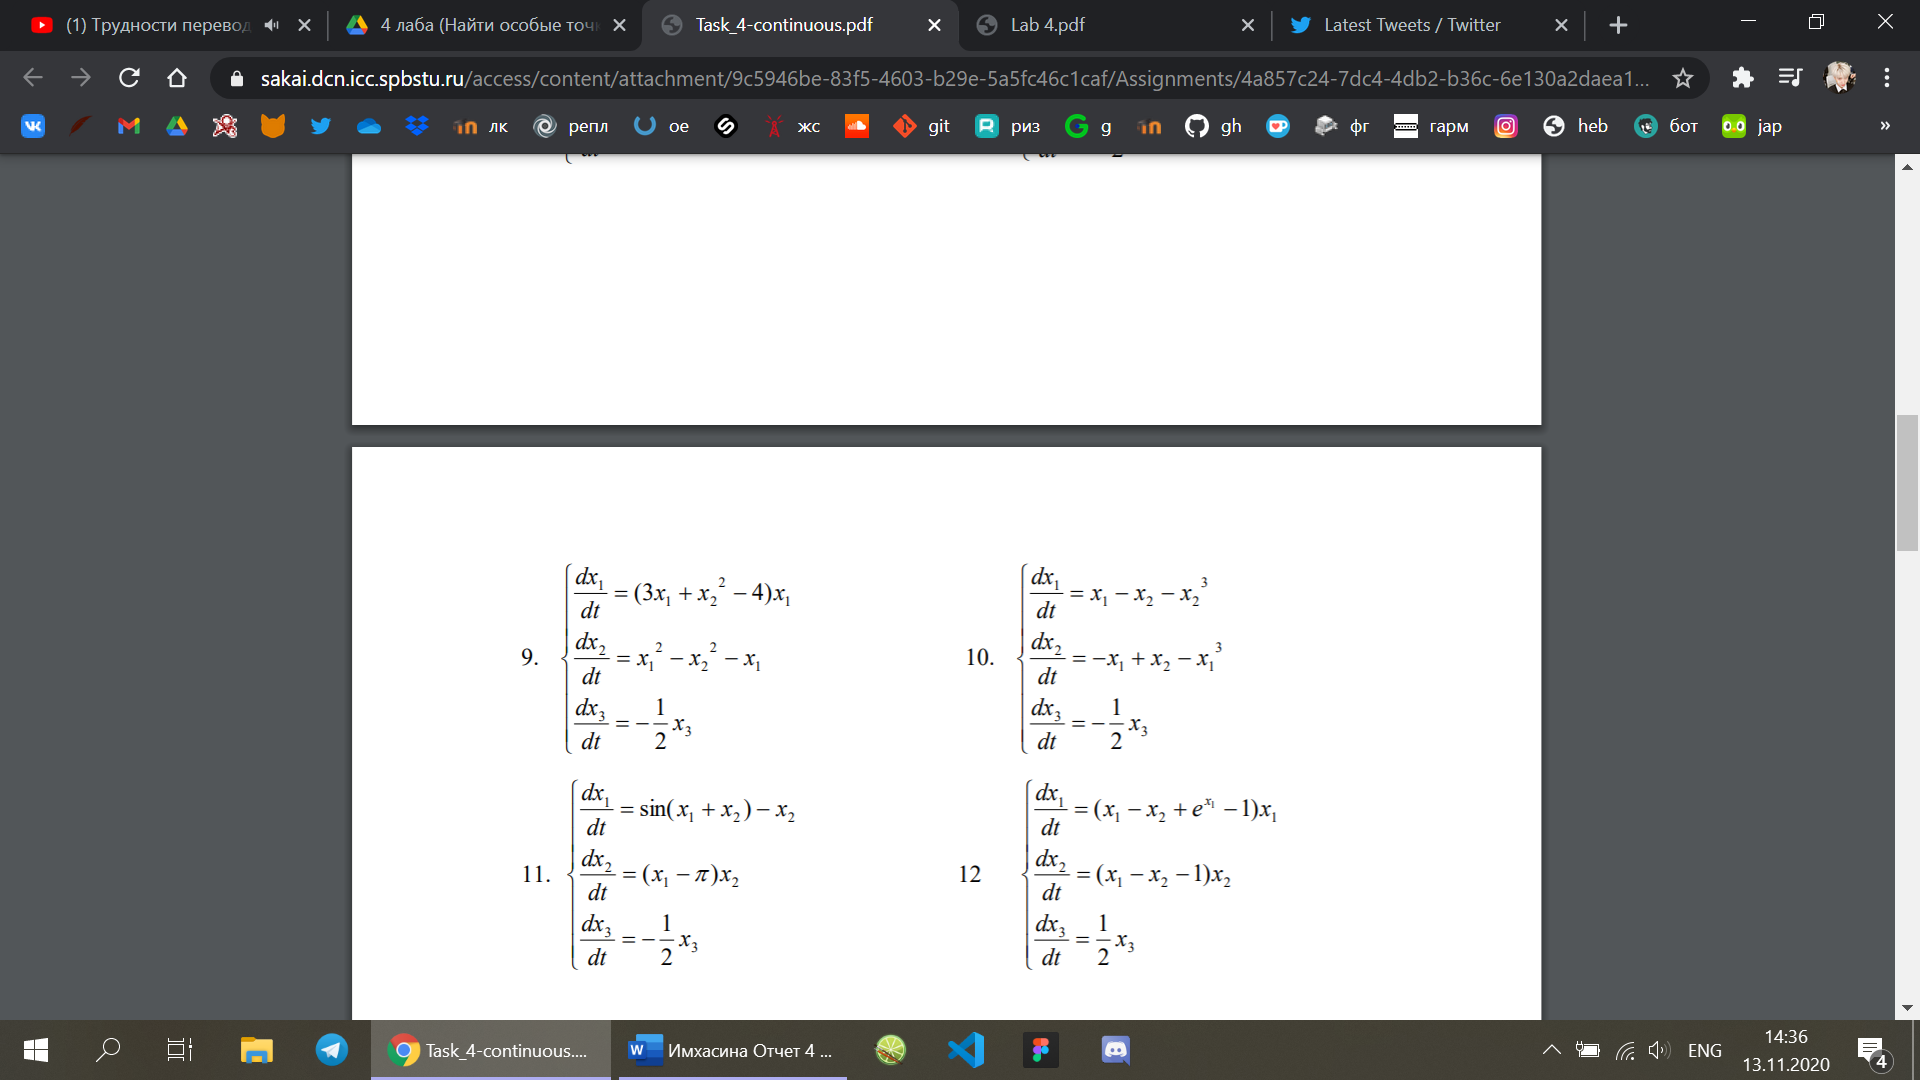 (1) Трудности перевод
4 лаба (Найти особые точ
Task_4-continuous.pdf
Lab 4.pdf
Latest Tweets / Twitter
sakai.dcn.icc.spbstu.ru/access/content/attachment/9c5946be-83f5-4603-b29e-5a5fc46c1caf/Assignments/4a857c24-7dc4-4db2-b36c-6e130a2daea1...
лк репл oe жс git риз g gh фг гарм heb бот jap »
9. { dx₁/dt = (3x₁ + x₂² − 4)x₁
dx₂/dt = x₁² − x₂² − x₁
dx₃/dt = −1/2 x₃
10. { dx₁/dt = x₁ − x₂ − x₂³
dx₂/dt = −x₁ + x₂ − x₁³
dx₃/dt = −1/2 x₃
11. { dx₁/dt = sin(x₁ + x₂) − x₂
dx₂/dt = (x₁ − π)x₂
dx₃/dt = −1/2 x₃
12 { dx₁/dt = (x₁ − x₂ + e^x₁ − 1)x₁
dx₂/dt = (x₁ − x₂ − 1)x₂
dx₃/dt = 1/2 x₃
Task_4-continuous....
Имхасина Отчет 4 ...
ENG
14:36
13.11.2020
4